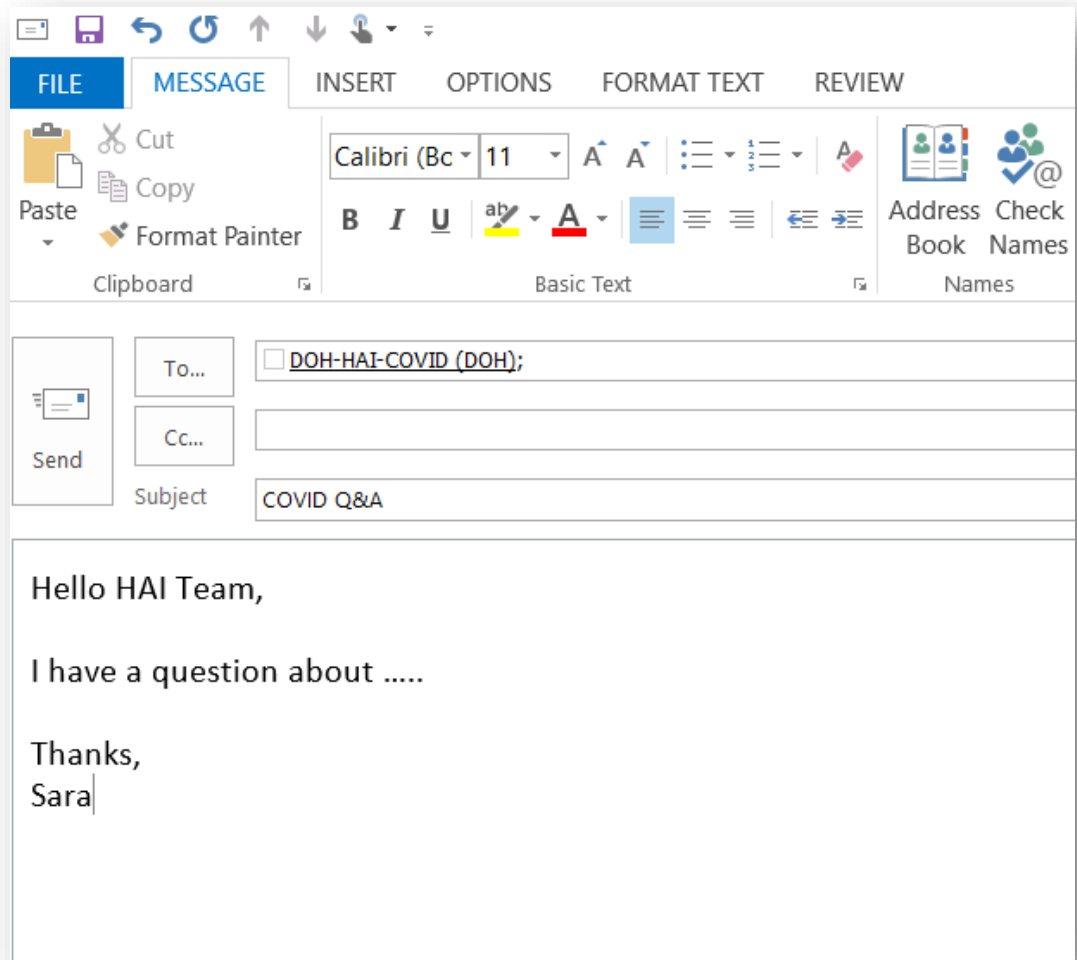 FILE MESSAGE INSERT OPTIONS FORMAT TEXT REVIEW
Cut
Copy
Paste
Format Painter
Clipboard
Calibri (Bc 11
B I U
Basic Text
Address Book
Check Names
Names
Send
To... DOH-HAI-COVID (DOH);
Cc...
Subject COVID Q&A
Hello HAI Team,
I have a question about .....
Thanks,
Sara